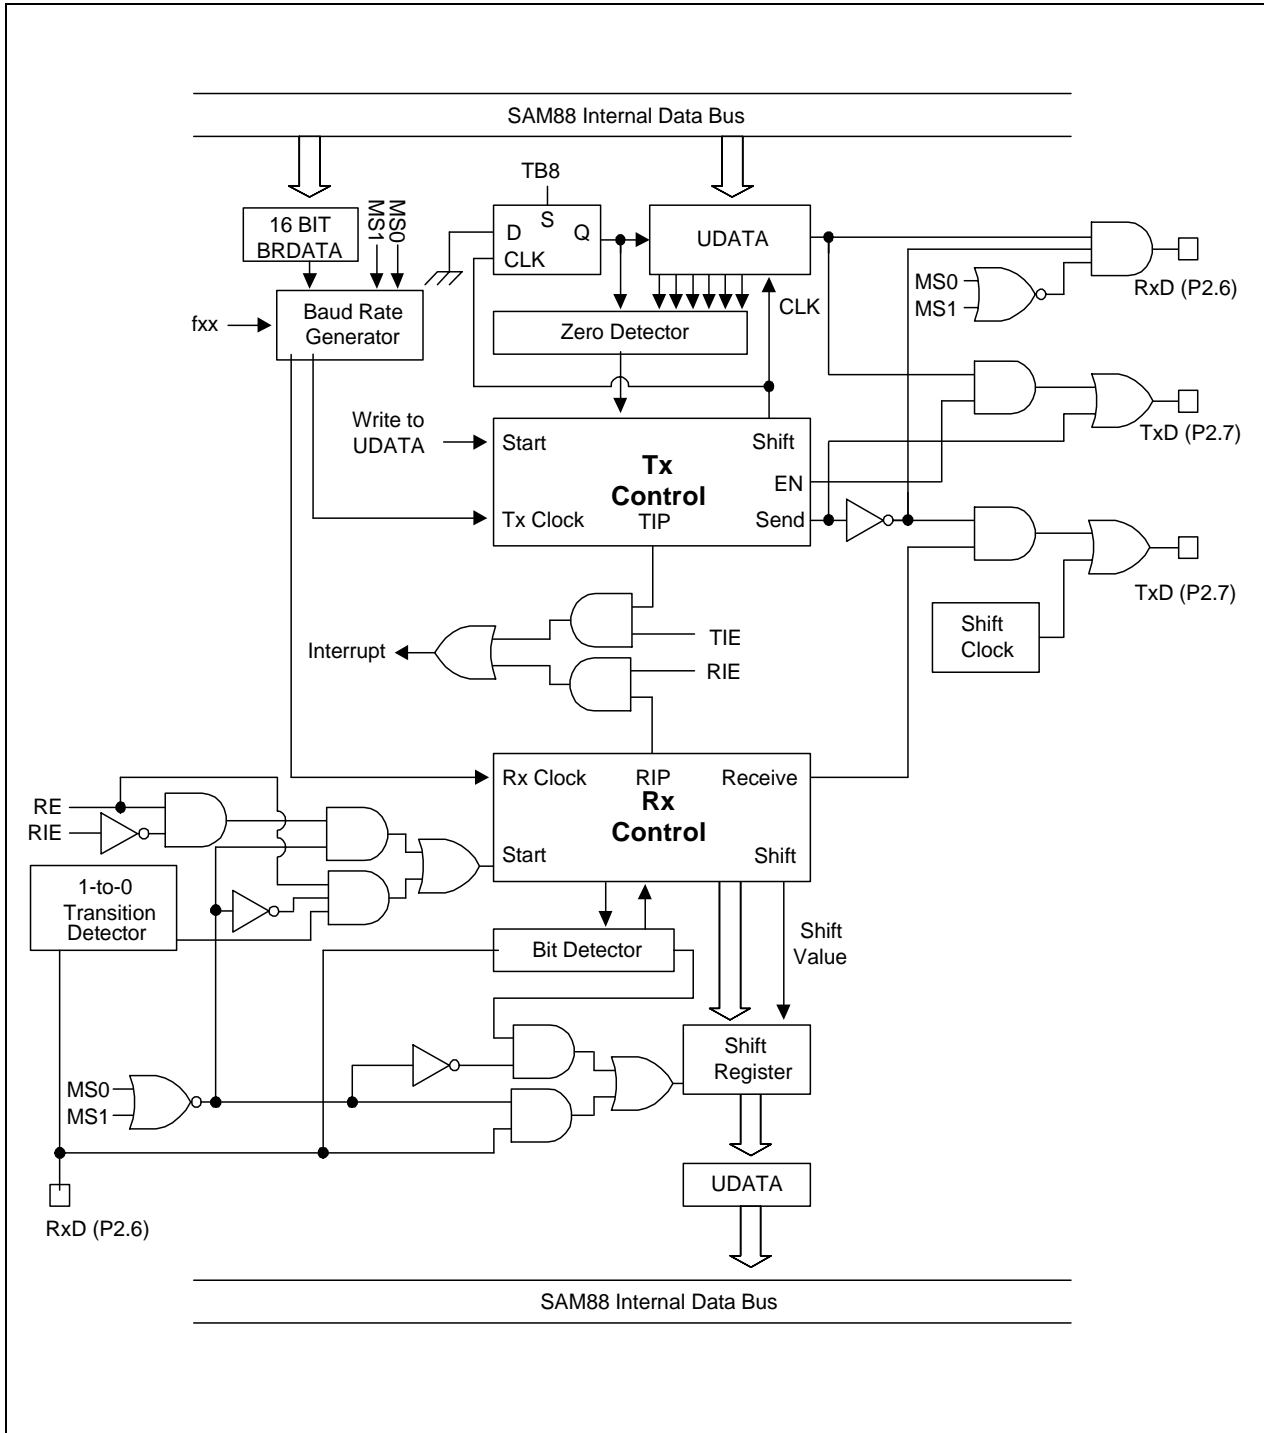 SAM88 Internal Data Bus
TB8
16 BIT
BRDATA
MS1
MS0
S
D
Q
CLK
UDATA
MS0
MS1
RxD (P2.6)
fxx
Baud Rate
Generator
Zero Detector
CLK
Write to
UDATA
Start
Shift
Tx
Control
EN
Tx Clock
TIP
Send
TxD (P2.7)
TxD (P2.7)
Shift
Clock
TIE
Interrupt
RIE
Rx Clock
RIP
Receive
Rx
Control
Start
Shift
RE
RIE
1-to-0
Transition
Detector
Bit Detector
Shift
Value
Shift
Register
MS0
MS1
UDATA
RxD (P2.6)
SAM88 Internal Data Bus